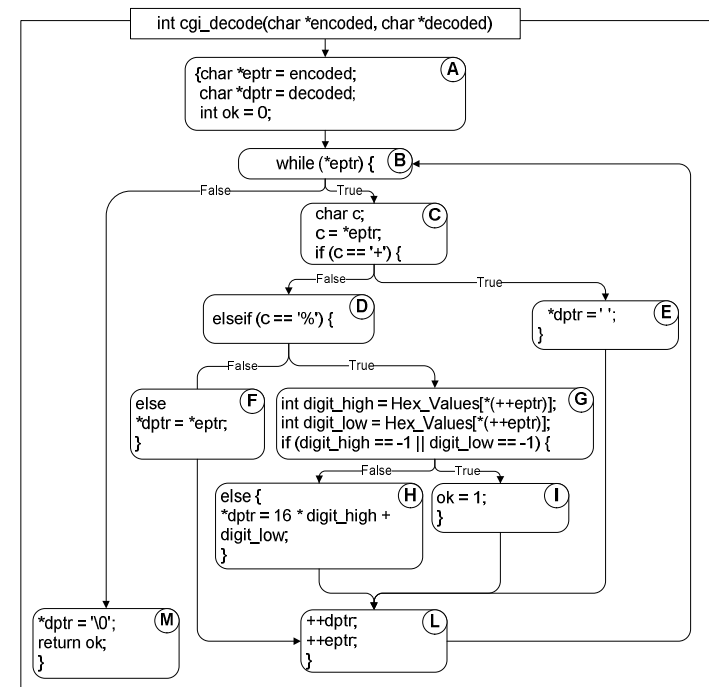 int cgi_decode(char *encoded, char *decoded)
A
{char *eptr = encoded;
char *dptr = decoded;
int ok = 0;
B
while (*eptr) {
False
True
C
char c;
c = *eptr;
if (c == '+') {
False
True
D
elseif (c == '%') {
E
*dptr = ' ';
}
False
True
F
else
*dptr = *eptr;
}
G
int digit_high = Hex_Values[*(++eptr)];
int digit_low = Hex_Values[*(++eptr)];
if (digit_high == -1 || digit_low == -1) {
False
True
H
else {
*dptr = 16 * digit_high +
digit_low;
}
I
ok = 1;
}
M
*dptr = '\0';
return ok;
}
L
++dptr;
++eptr;
}